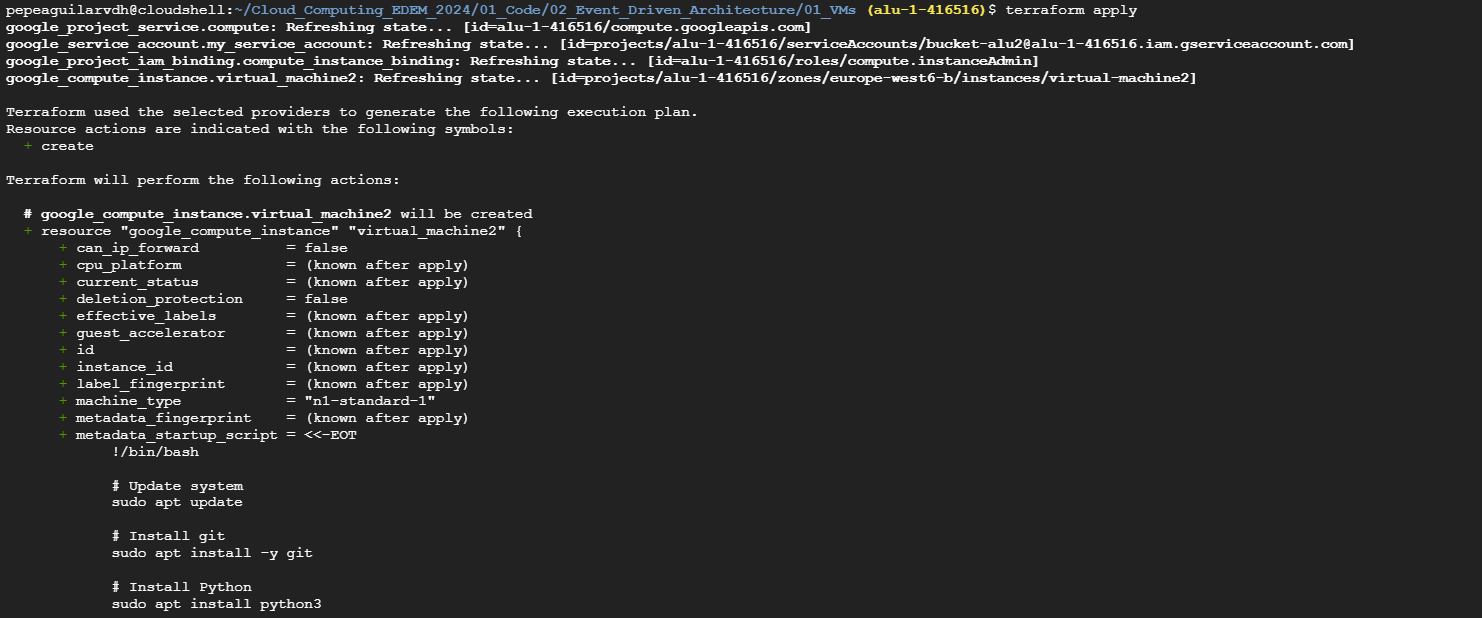 pepeaguilarvdh@cloudshell:~/Cloud_Computing_EDEM_2024/01_Code/02_Event_Driven_Architecture/01_VMs (alu-1-416516)$ terraform apply
google_project_service.compute: Refreshing state... [id=alu-1-416516/compute.googleapis.com]
google_service_account.my_service_account: Refreshing state... [id=projects/alu-1-416516/serviceAccounts/bucket-alu2@alu-1-416516.iam.gserviceaccount.com]
google_project_iam_binding.compute_instance_binding: Refreshing state... [id=alu-1-416516/roles/compute.instanceAdmin]
google_compute_instance.virtual_machine2: Refreshing state... [id=projects/alu-1-416516/zones/europe-west6-b/instances/virtual-machine2]

Terraform used the selected providers to generate the following execution plan.
Resource actions are indicated with the following symbols:
  + create

Terraform will perform the following actions:

  # google_compute_instance.virtual_machine2 will be created
  + resource "google_compute_instance" "virtual_machine2" {
      + can_ip_forward          = false
      + cpu_platform            = (known after apply)
      + current_status          = (known after apply)
      + deletion_protection     = false
      + effective_labels        = (known after apply)
      + guest_accelerator       = (known after apply)
      + id                      = (known after apply)
      + instance_id             = (known after apply)
      + label_fingerprint       = (known after apply)
      + machine_type            = "n1-standard-1"
      + metadata_fingerprint    = (known after apply)
      + metadata_startup_script = <<-EOT
            !/bin/bash

            # Update system
            sudo apt update

            # Install git
            sudo apt install -y git

            # Install Python
            sudo apt install python3